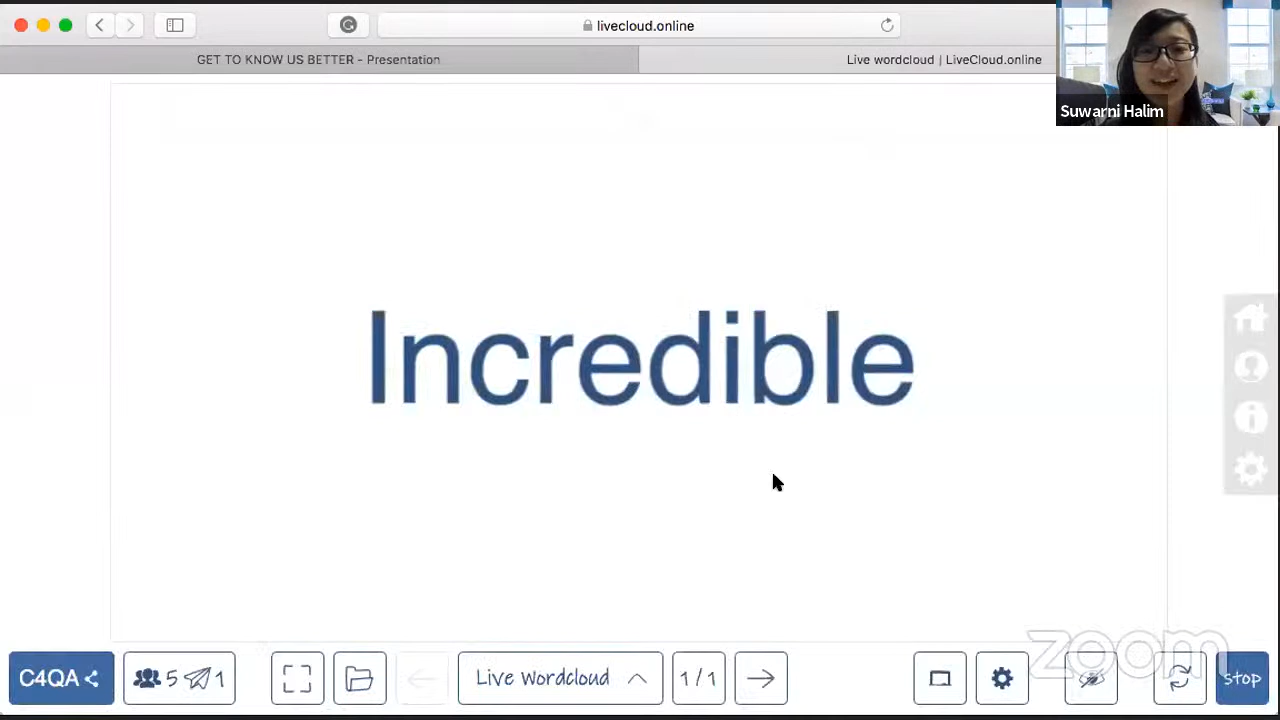 livecloud.online
GET TO KNOW US BETTER - Presentation
Live wordcloud | LiveCloud.online
Suwarni Halim
Incredible
zoom
C4QA
5
1
Live Wordcloud
1/1
stop